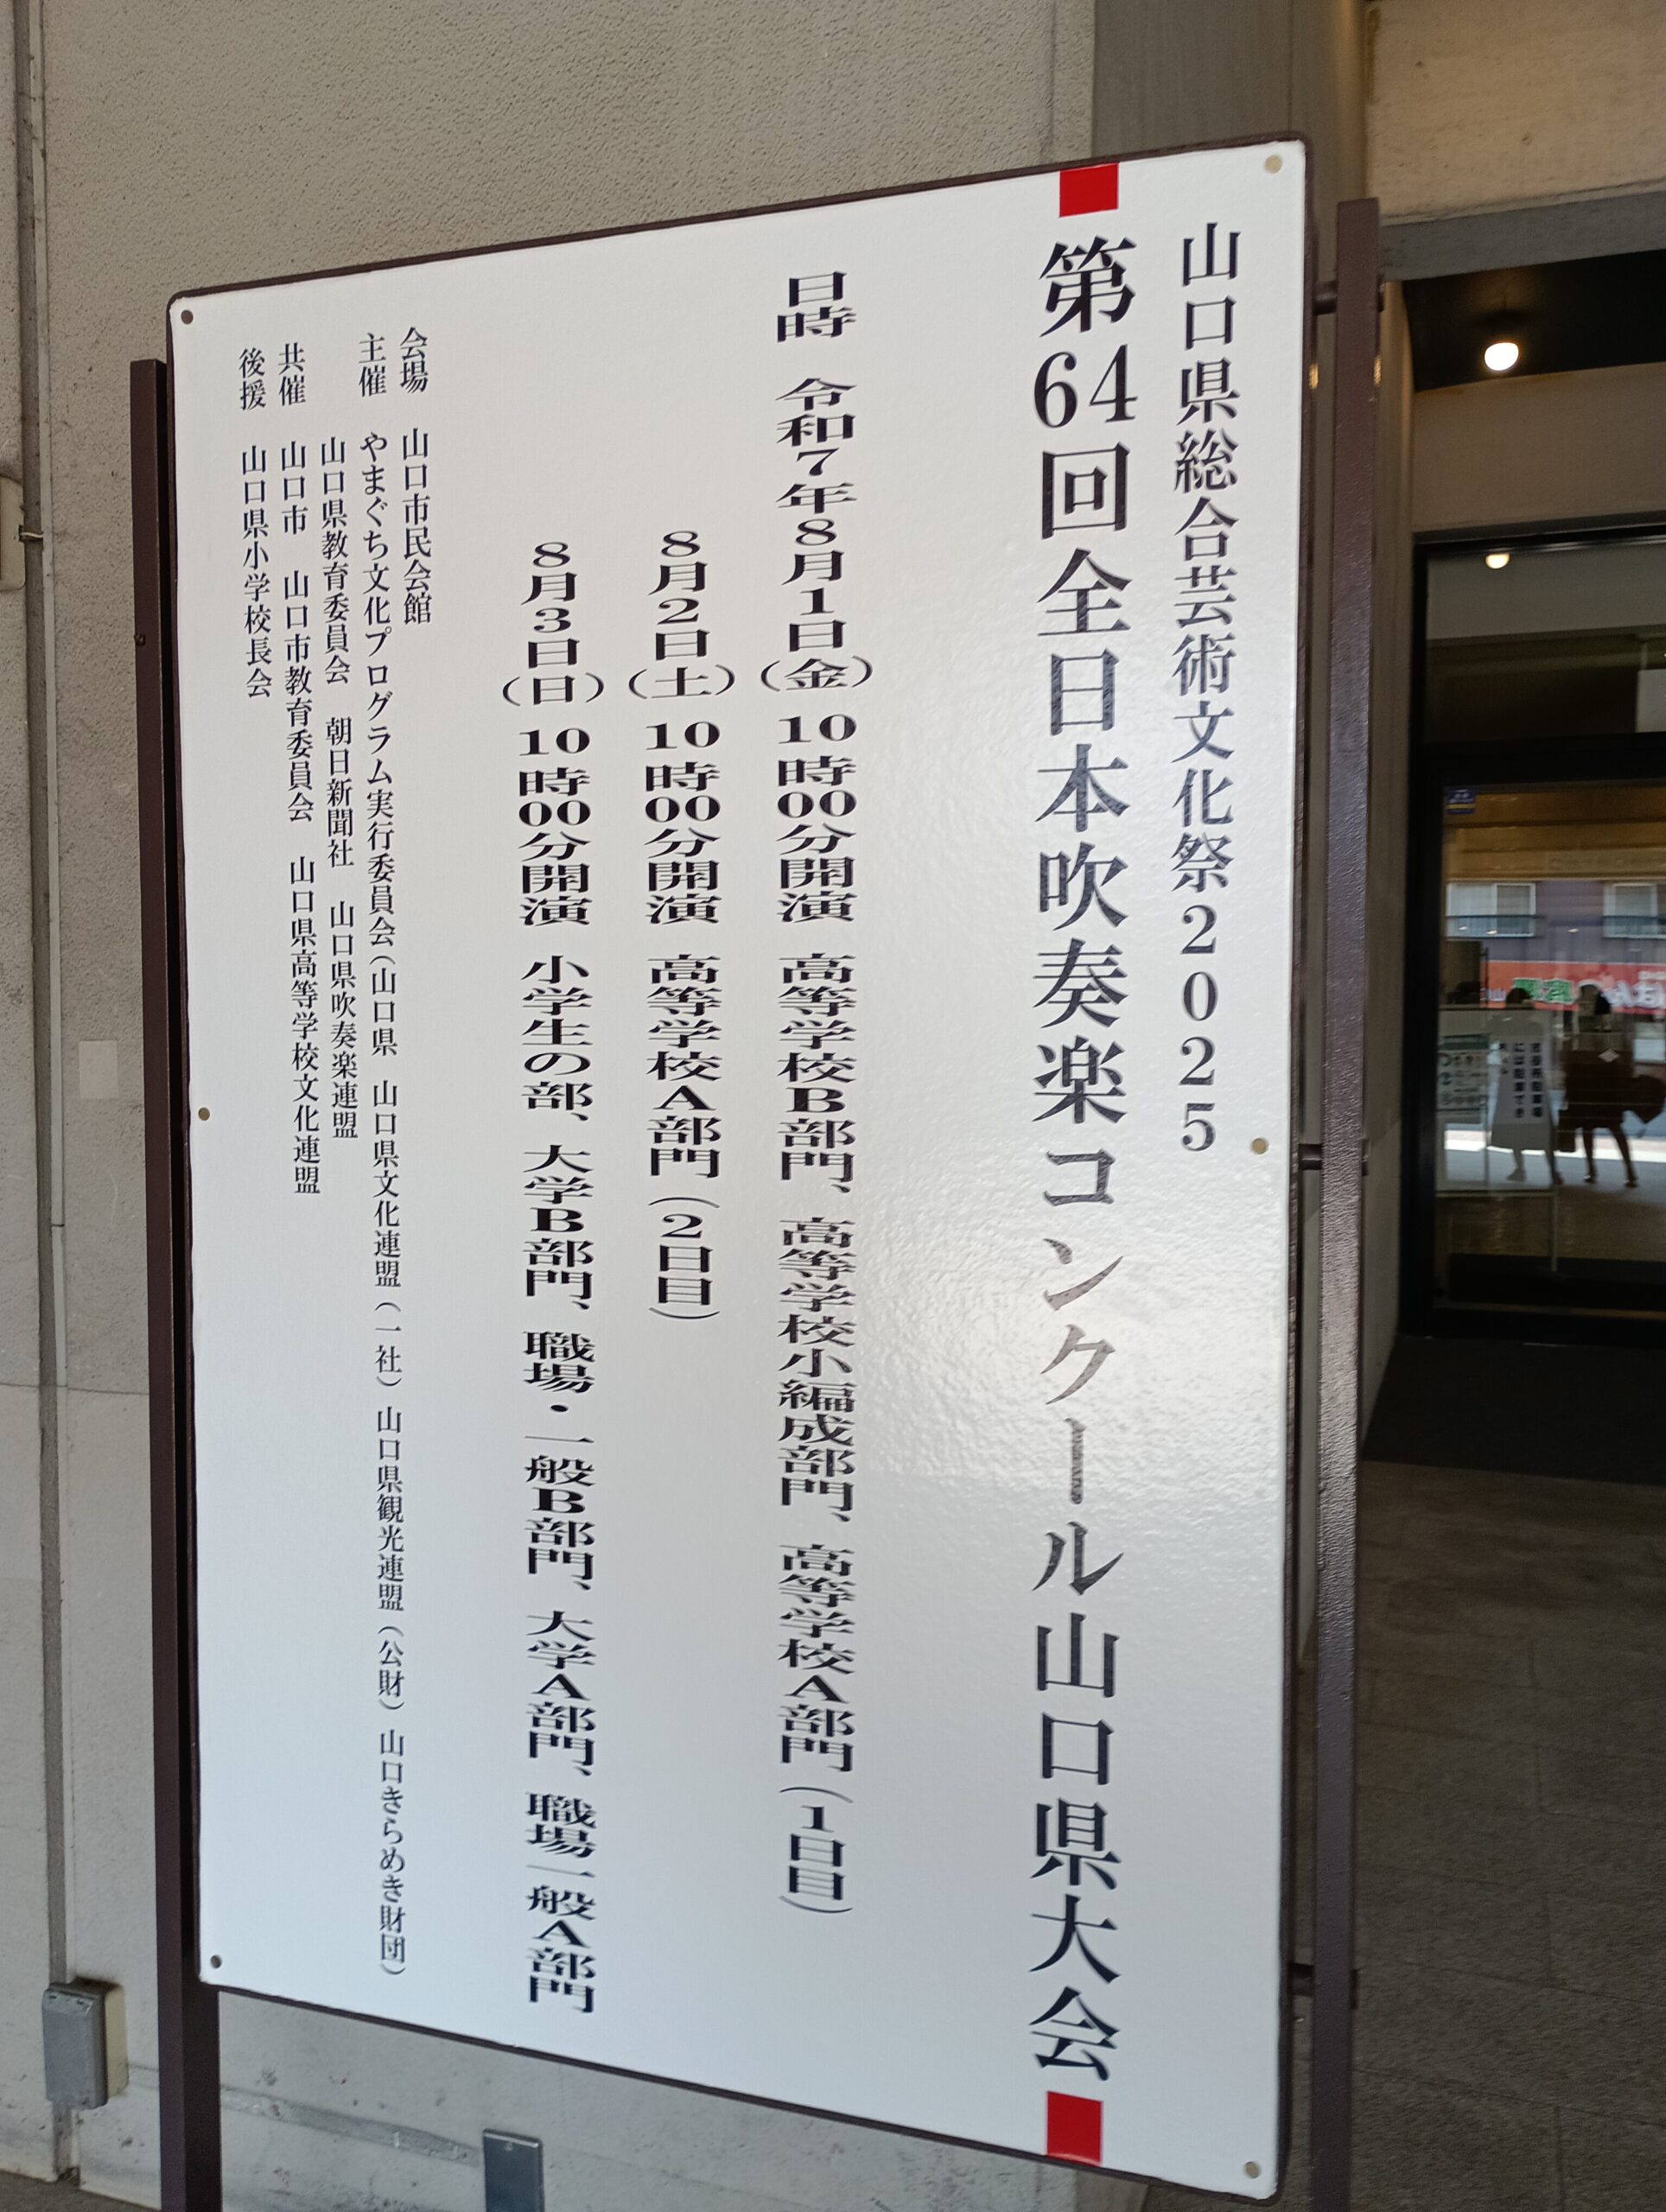 山口県総合芸術文化祭2025
第64回全日本吹奏楽コンクール山口県大会
日時 令和7年8月1日(金) 10時00分開演 高等学校B部門、高等学校小編成部門、高等学校A部門(1日目)
8月2日(土) 10時00分開演 高等学校A部門(2日目)
8月3日(日) 10時00分開演 小学生の部、大学B部門、職場・一般B部門、大学A部門、職場一般A部門
会場 山口市民会館
主催 やまぐち文化プログラム実行委員会(山口県 山口県文化連盟(一社)山口県観光連盟(公財)山口きらめき財団)
山口県教育委員会 朝日新聞社 山口県吹奏楽連盟
共催 山口市 山口市教育委員会 山口県高等学校文化連盟
後援 山口県小学校長会